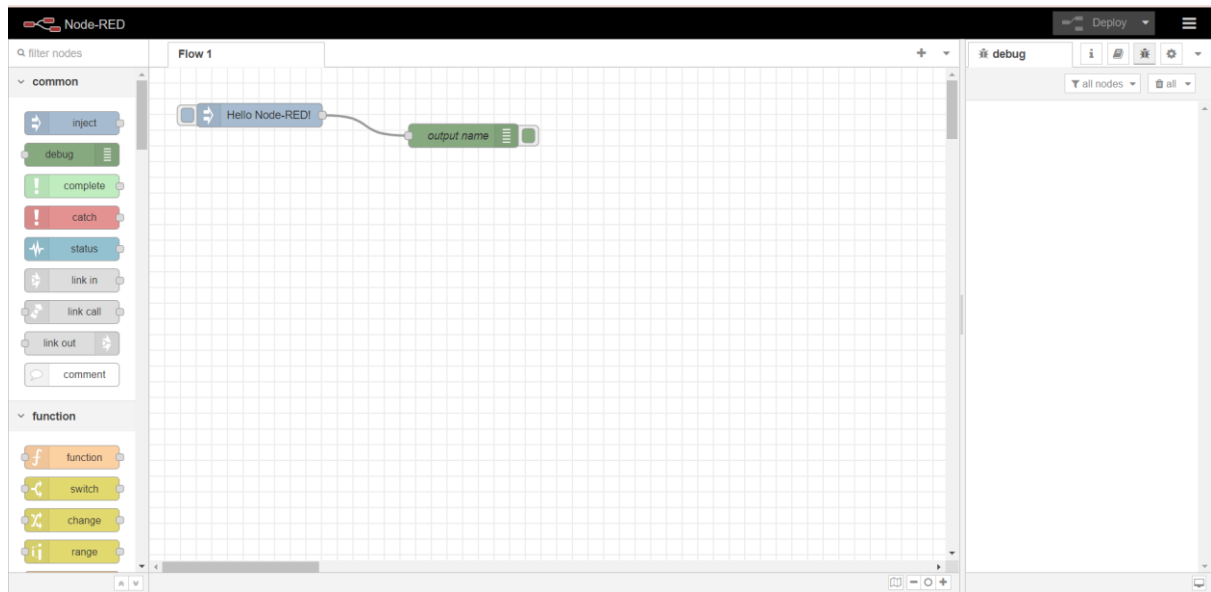 Node-RED
Deploy
filter nodes
Flow 1
debug
i
all nodes
all
common
inject
debug
complete
catch
status
link in
link call
link out
comment
function
function
switch
change
range
Hello Node-RED!
output name